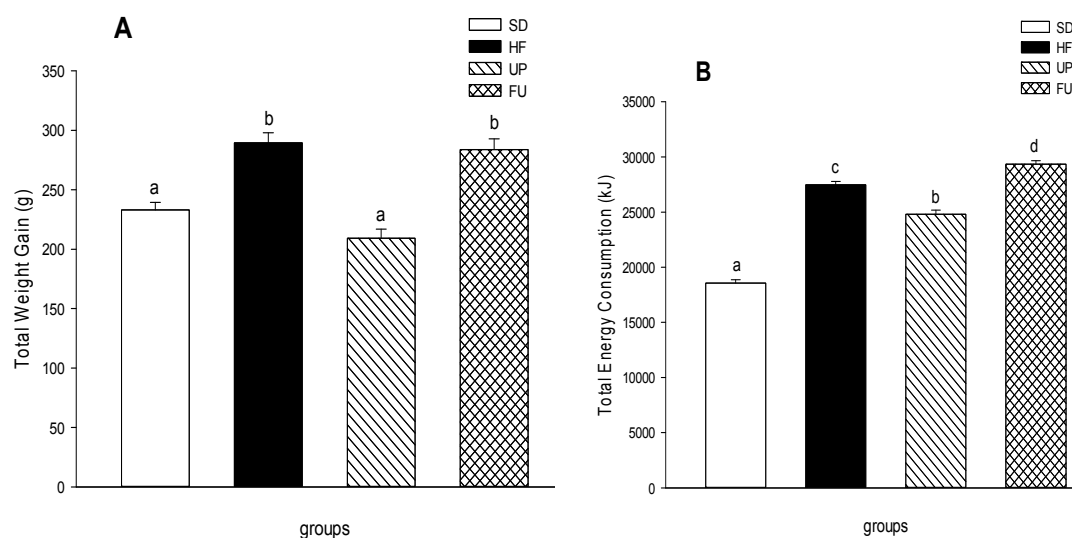 A
SD
HF
UP
FU
Total Weight Gain (g)
350
300
250
200
150
100
50
0
a
b
a
b
groups
B
SD
HF
UP
FU
Total Energy Consumption (kJ)
35000
30000
25000
20000
15000
10000
5000
0
a
c
b
d
groups